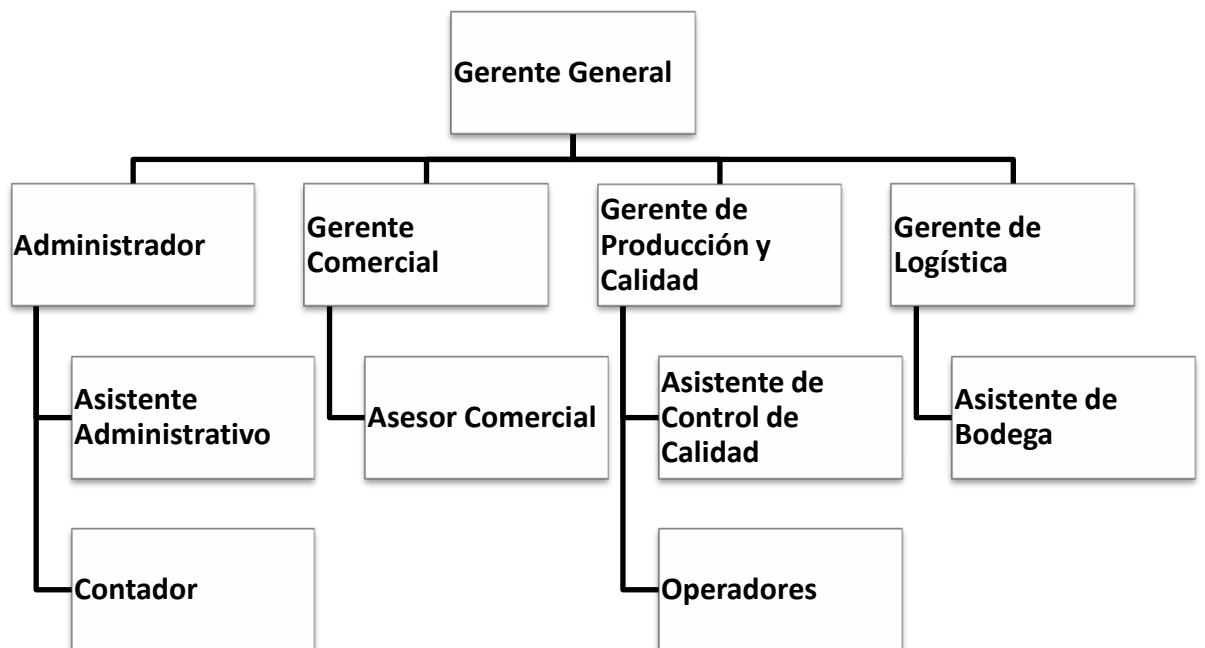 Gerente General
Administrador
Gerente
Comercial
Gerente de
Producción y
Calidad
Gerente de
Logística
Asistente
Administrativo
Asesor Comercial
Asistente de
Control de
Calidad
Asistente de
Bodega
Contador
Operadores